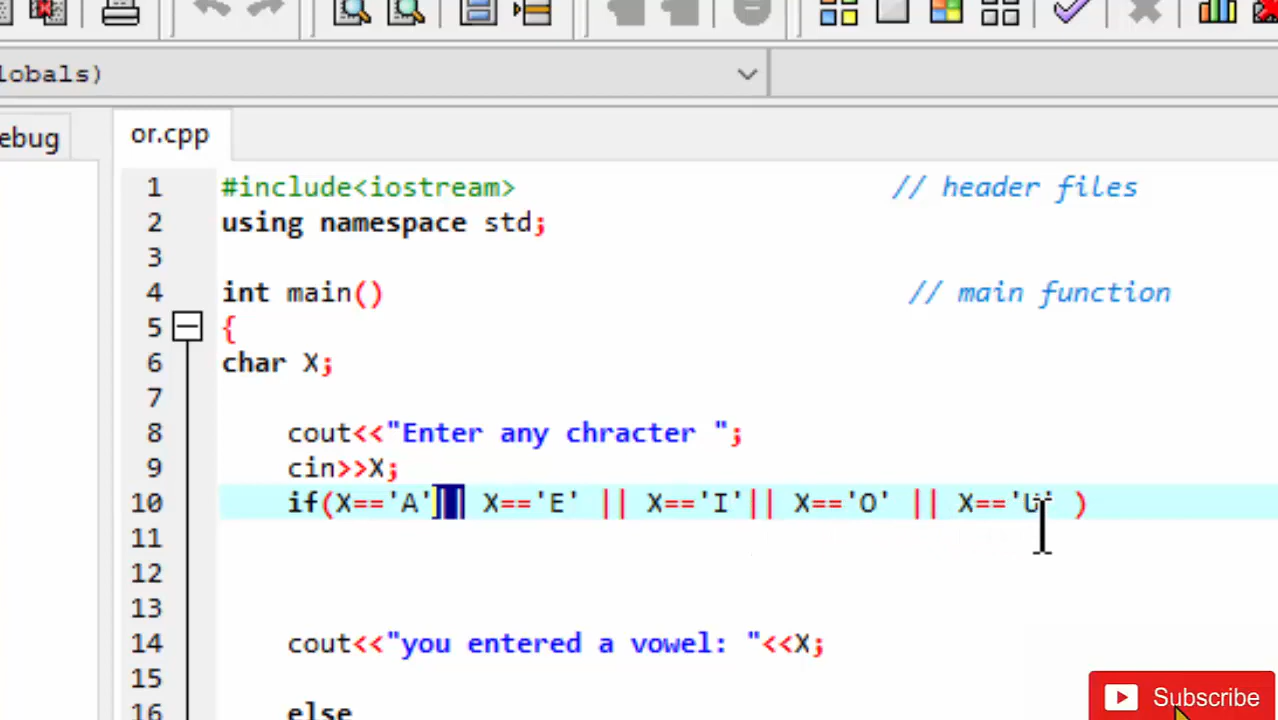 lobals)
ebug
or.cpp
1 #include<iostream> // header files
2 using namespace std;
3
4 int main() // main function
5 {
6 char X;
7
8 cout<<"Enter any chracter ";
9 cin>>X;
10 if(X=='A'|| X=='E' || X=='I'|| X=='O' || X=='U' )
11
12
13
14 cout<<"you entered a vowel: "<<X;
15
16 else
Subscribe